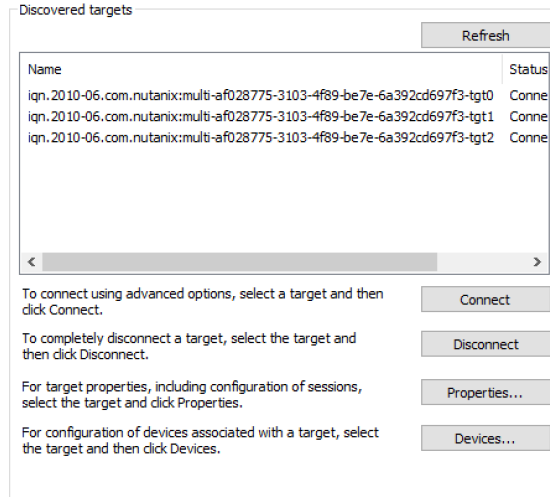 Discovered targets
Refresh
Name Status
iqn.2010-06.com.nutanix:multi-af028775-3103-4f89-be7e-6a392cd697f3-tgt0 Conne
iqn.2010-06.com.nutanix:multi-af028775-3103-4f89-be7e-6a392cd697f3-tgt1 Conne
iqn.2010-06.com.nutanix:multi-af028775-3103-4f89-be7e-6a392cd697f3-tgt2 Conne
To connect using advanced options, select a target and then
click Connect.
Connect
To completely disconnect a target, select the target and
then click Disconnect.
Disconnect
For target properties, including configuration of sessions,
select the target and click Properties.
Properties...
For configuration of devices associated with a target, select
the target and then click Devices.
Devices...